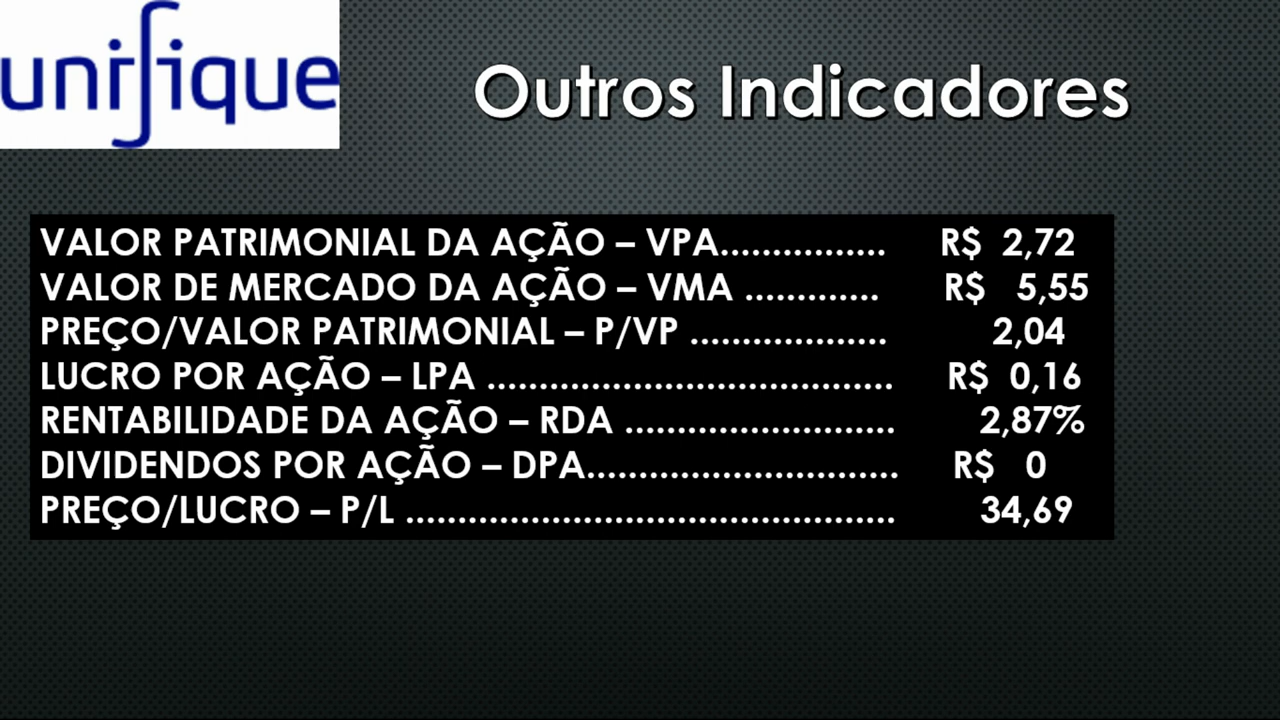 unifique
Outros Indicadores
VALOR PATRIMONIAL DA AÇÃO – VPA................ R$ 2,72
VALOR DE MERCADO DA AÇÃO – VMA ............. R$ 5,55
PREÇO/VALOR PATRIMONIAL – P/VP ................... 2,04
LUCRO POR AÇÃO – LPA ....................................... R$ 0,16
RENTABILIDADE DA AÇÃO – RDA .......................... 2,87%
DIVIDENDOS POR AÇÃO – DPA.............................. R$ 0
PREÇO/LUCRO – P/L ............................................... 34,69